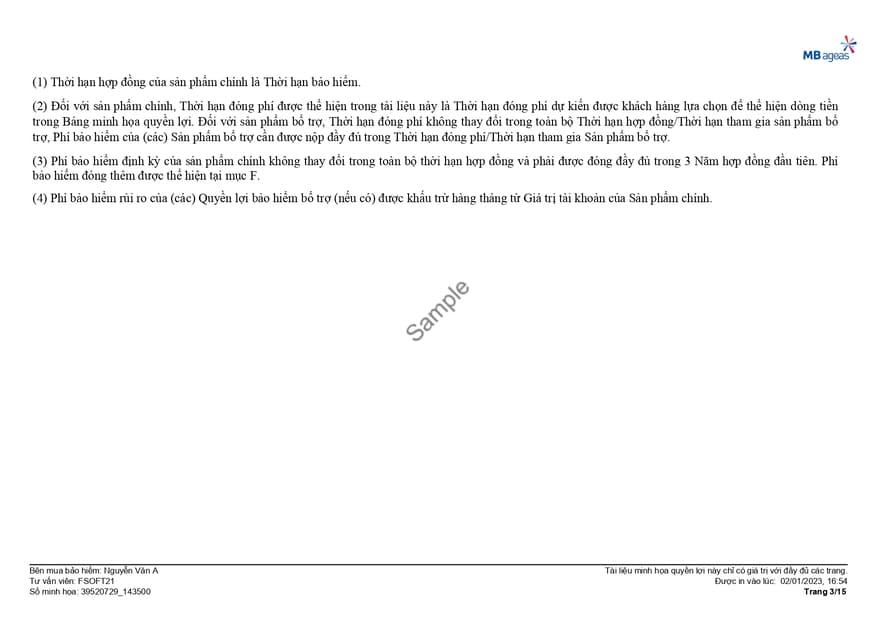 MB ageas
(1) Thời hạn hợp đồng của sản phẩm chính là Thời hạn bảo hiểm.
(2) Đối với sản phẩm chính, Thời hạn đóng phí được thể hiện trong tài liệu này là Thời hạn đóng phí dự kiến được khách hàng lựa chọn để thể hiện dòng tiền
trong Bảng minh họa quyền lợi. Đối với sản phẩm bổ trợ, Thời hạn đóng phí không thay đổi trong toàn bộ Thời hạn hợp đồng/Thời hạn tham gia sản phẩm bổ
trợ, Phí bảo hiểm của (các) Sản phẩm bổ trợ cần được nộp đầy đủ trong Thời hạn đóng phí/Thời hạn tham gia Sản phẩm bổ trợ.
(3) Phí bảo hiểm định kỳ của sản phẩm chính không thay đổi trong toàn bộ thời hạn hợp đồng và phải được đóng đầy đủ trong 3 Năm hợp đồng đầu tiên. Phí
bảo hiểm đóng thêm được thể hiện tại mục F.
(4) Phí bảo hiểm rủi ro của (các) Quyền lợi bảo hiểm bổ trợ (nếu có) được khấu trừ hàng tháng từ Giá trị tài khoản của Sản phẩm chính.
Sample
Bên mua bảo hiểm: Nguyễn Văn A
Tư vấn viên: FSOFT21
Số minh họa: 39520729_143500
Tài liệu minh họa quyền lợi này chỉ có giá trị với đầy đủ các trang.
Được in vào lúc: 02/01/2023, 16:54
Trang 3/15